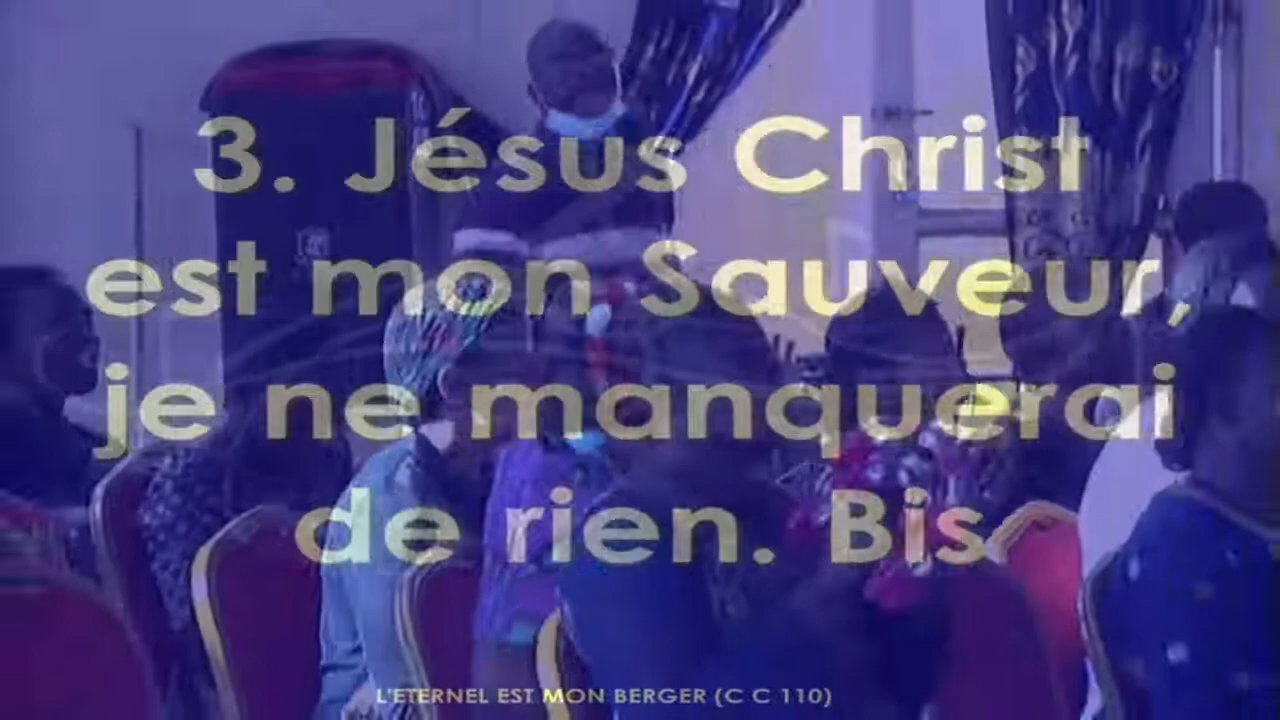 3. Jésus Christ
est mon Sauveur,
je ne manquerai
de rien. Bis
L'ETERNEL EST MON BERGER (C C 110)